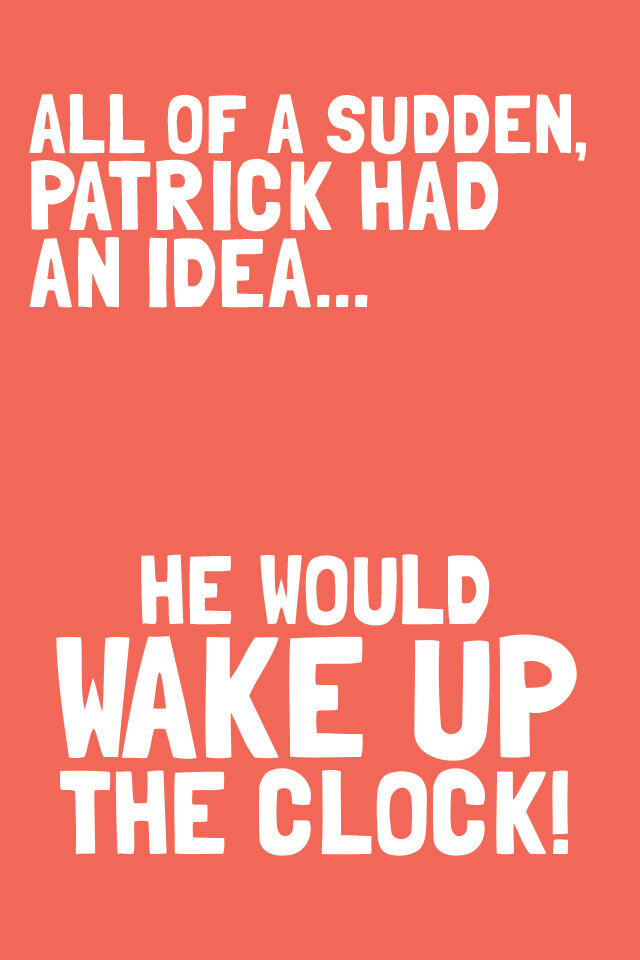 ALL OF A SUDDEN,
PATRICK HAD
AN IDEA...
HE WOULD
WAKE UP
THE CLOCK!